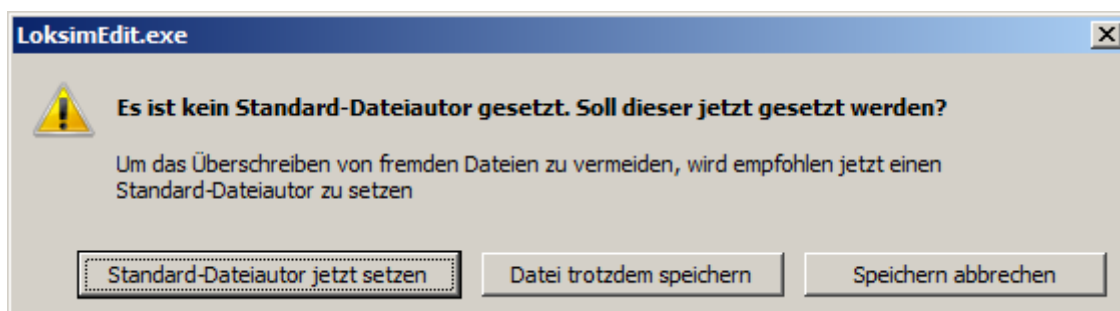 LoksimEdit.exe
Es ist kein Standard-Dateiautor gesetzt. Soll dieser jetzt gesetzt werden?
Um das Überschreiben von fremden Dateien zu vermeiden, wird empfohlen jetzt einen
Standard-Dateiautor zu setzen
Standard-Dateiautor jetzt setzen
Datei trotzdem speichern
Speichern abbrechen